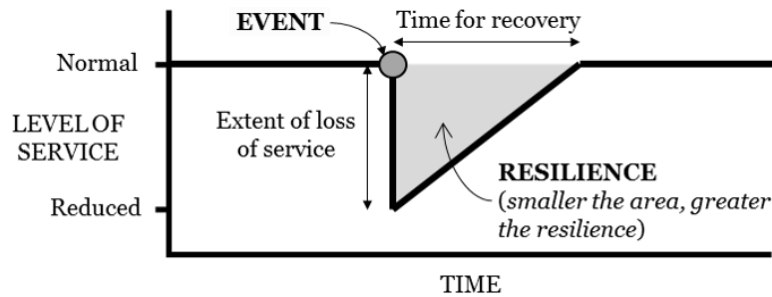 Time for recovery
EVENT
Normal
LEVEL OF
SERVICE
Extent of loss
of service
RESILIENCE
(smaller the area, greater
the resilience)
Reduced
TIME